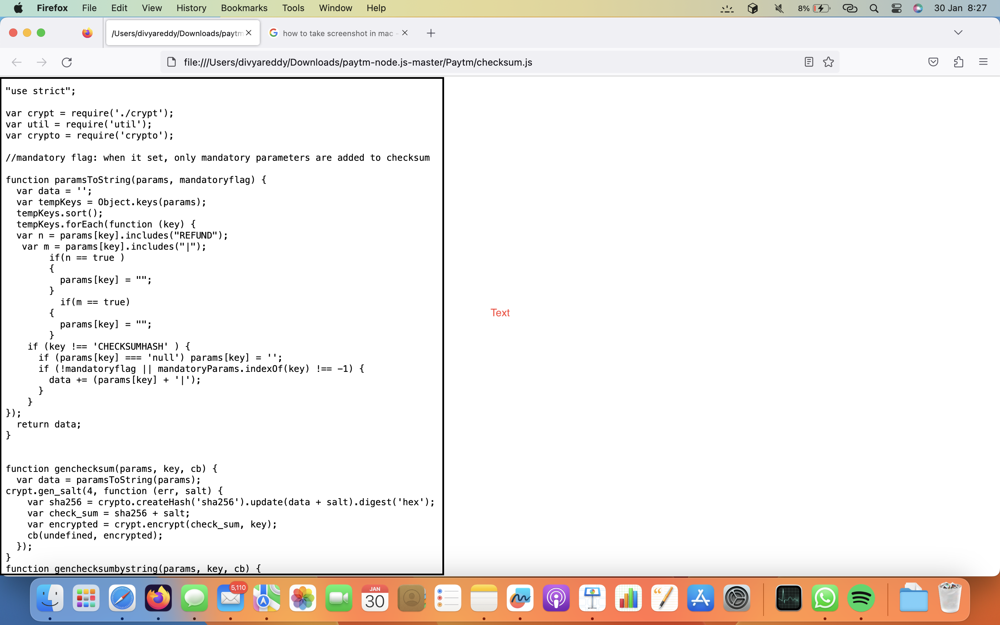 Firefox File Edit View History Bookmarks Tools Window Help 8% 30 Jan 8:27
/Users/divyareddy/Downloads/paytm how to take screenshot in mac -
file:///Users/divyareddy/Downloads/paytm-node.js-master/Paytm/checksum.js
"use strict";
var crypt = require('./crypt');
var util = require('util');
var crypto = require('crypto');
//mandatory flag: when it set, only mandatory parameters are added to checksum
function paramsToString(params, mandatoryflag) {
  var data = '';
  var tempKeys = Object.keys(params);
  tempKeys.sort();
  tempKeys.forEach(function (key) {
  var n = params[key].includes("REFUND");
   var m = params[key].includes("|");
        if(n == true )
        {
          params[key] = "";
        }
          if(m == true)
        {
          params[key] = "";
        }
    if (key !== 'CHECKSUMHASH' ) {
      if (params[key] === 'null') params[key] = '';
      if (!mandatoryflag || mandatoryParams.indexOf(key) !== -1) {
        data += (params[key] + '|');
      }
    }
});
  return data;
}
function genchecksum(params, key, cb) {
  var data = paramsToString(params);
crypt.gen_salt(4, function (err, salt) {
    var sha256 = crypto.createHash('sha256').update(data + salt).digest('hex');
    var check_sum = sha256 + salt;
    var encrypted = crypt.encrypt(check_sum, key);
    cb(undefined, encrypted);
  });
}
function genchecksumbystring(params, key, cb) {
Text
5,110
JAN
30